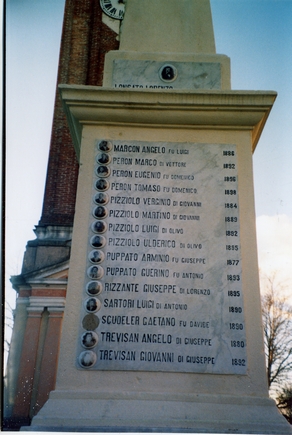 LONGATO LORENZO
MARCON ANGELO FU LUIGI 1886
PERON MARCO DI VETTORE 1892
PERON EUGENIO FU DOMENICO 1896
PERON TOMASO FU DOMENICO 1899
PIZZIOLO VERGINIO DI GIOVANNI 1884
PIZZIOLO MARTINO DI GIOVANNI 1889
PIZZIOLO LUIGI DI OLIVO 1882
PIZZIOLO ULDERICO DI OLIVO 1895
PUPPATO ARMINIO FU GIUSEPPE 1877
PUPPATO GUERINO FU ANTONIO 1893
RIZZANTE GIUSEPPE DI LORENZO 1895
SARTORI LUIGI DI ANTONIO 1890
SCUDELER GAETANO FU DAVIDE 1890
TREVISAN ANGELO DI GIUSEPPE 1880
TREVISAN GIOVANNI DI GIUSEPPE 1892